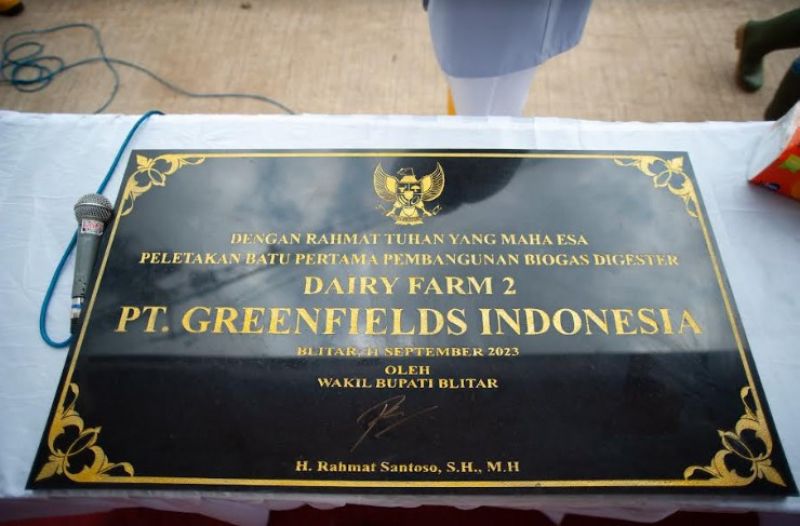 DENGAN RAHMAT TUHAN YANG MAHA ESA
PELETAKAN BATU PERTAMA PEMBANGUNAN BIOGAS DIGESTER
DAIRY FARM 2
PT. GREENFIELDS INDONESIA
BLITAR, 11 SEPTEMBER 2023
OLEH
WAKIL BUPATI BLITAR
H. Rahmat Santoso, S.H., M.H